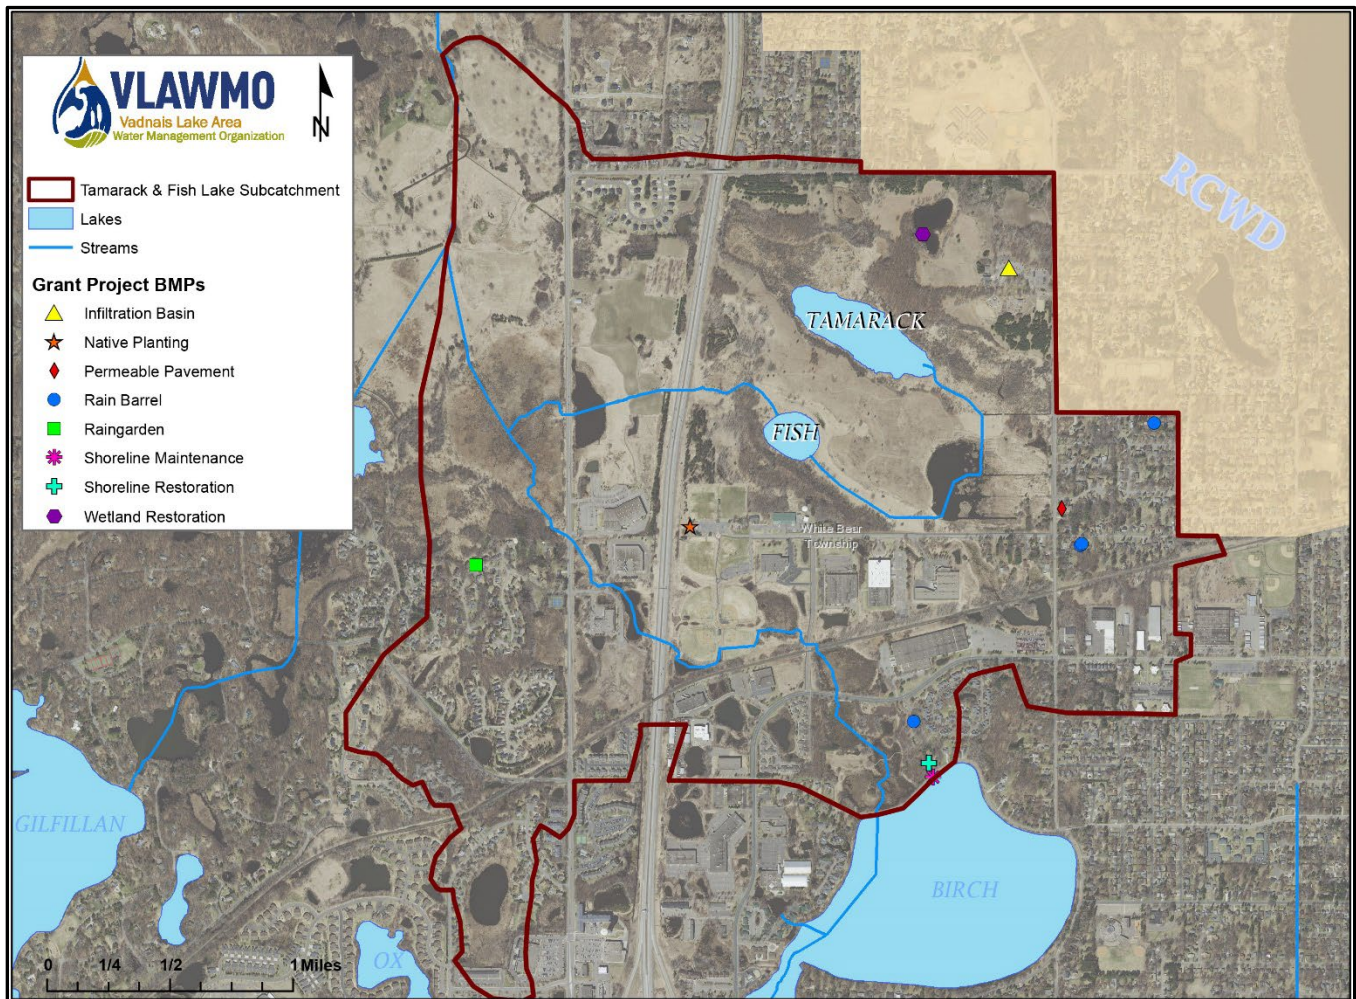 VLAWMO
Vadnais Lake Area
Water Management Organization
N
Tamarack & Fish Lake Subcatchment
Lakes
Streams
Grant Project BMPs
Infiltration Basin
Native Planting
Permeable Pavement
Rain Barrel
Raingarden
Shoreline Maintenance
Shoreline Restoration
Wetland Restoration
RCWD
TAMARACK
FISH
White Bear
Township
GILFILLAN
BIRCH
OX
0 1/4 1/2 1 Miles